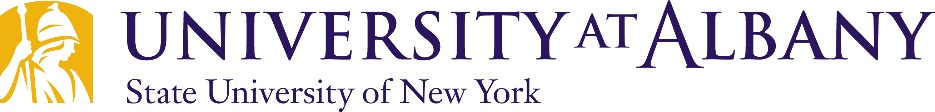 UNIVERSITY AT ALBANY
State University of New York